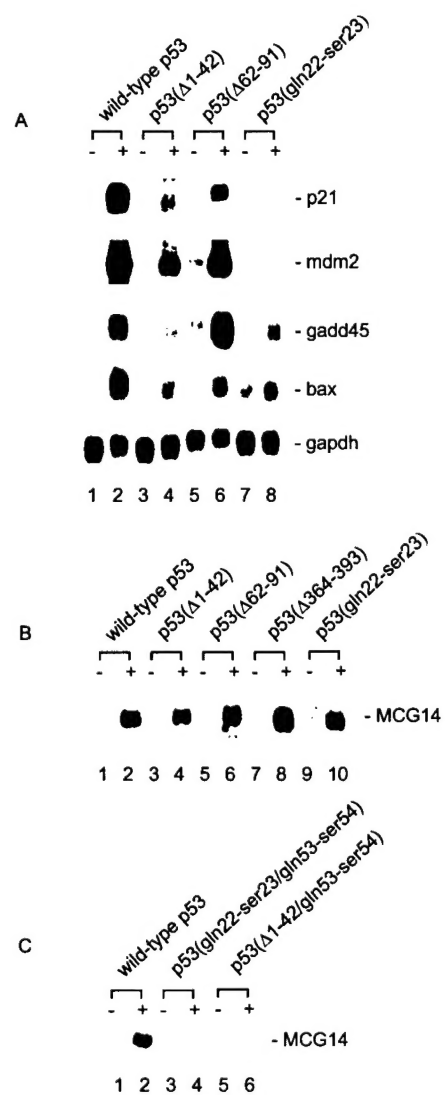 A
wild-type p53
p53(Δ1-42)
p53(Δ62-91)
p53(gln22-ser23)
- + - + - + - +
- p21
- mdm2
- gadd45
- bax
- gapdh
1 2 3 4 5 6 7 8
B
wild-type p53
p53(Δ1-42)
p53(Δ62-91)
p53(Δ364-393)
p53(gln22-ser23)
- + - + - + - + - +
- MCG14
1 2 3 4 5 6 7 8 9 10
C
wild-type p53
p53(gln22-ser23/gln53-ser54)
p53(Δ1-42/gln53-ser54)
- + - + - +
- MCG14
1 2 3 4 5 6